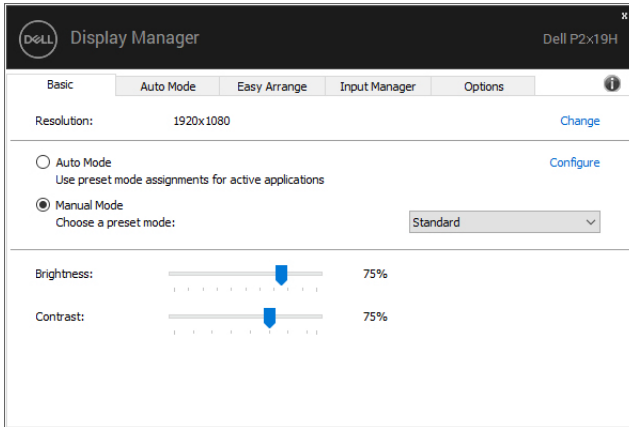 x
DELL Display Manager Dell P2x19H
Basic Auto Mode Easy Arrange Input Manager Options i
Resolution: 1920x1080 Change
Auto Mode Configure
Use preset mode assignments for active applications
Manual Mode
Choose a preset mode: Standard
Brightness: 75%
Contrast: 75%